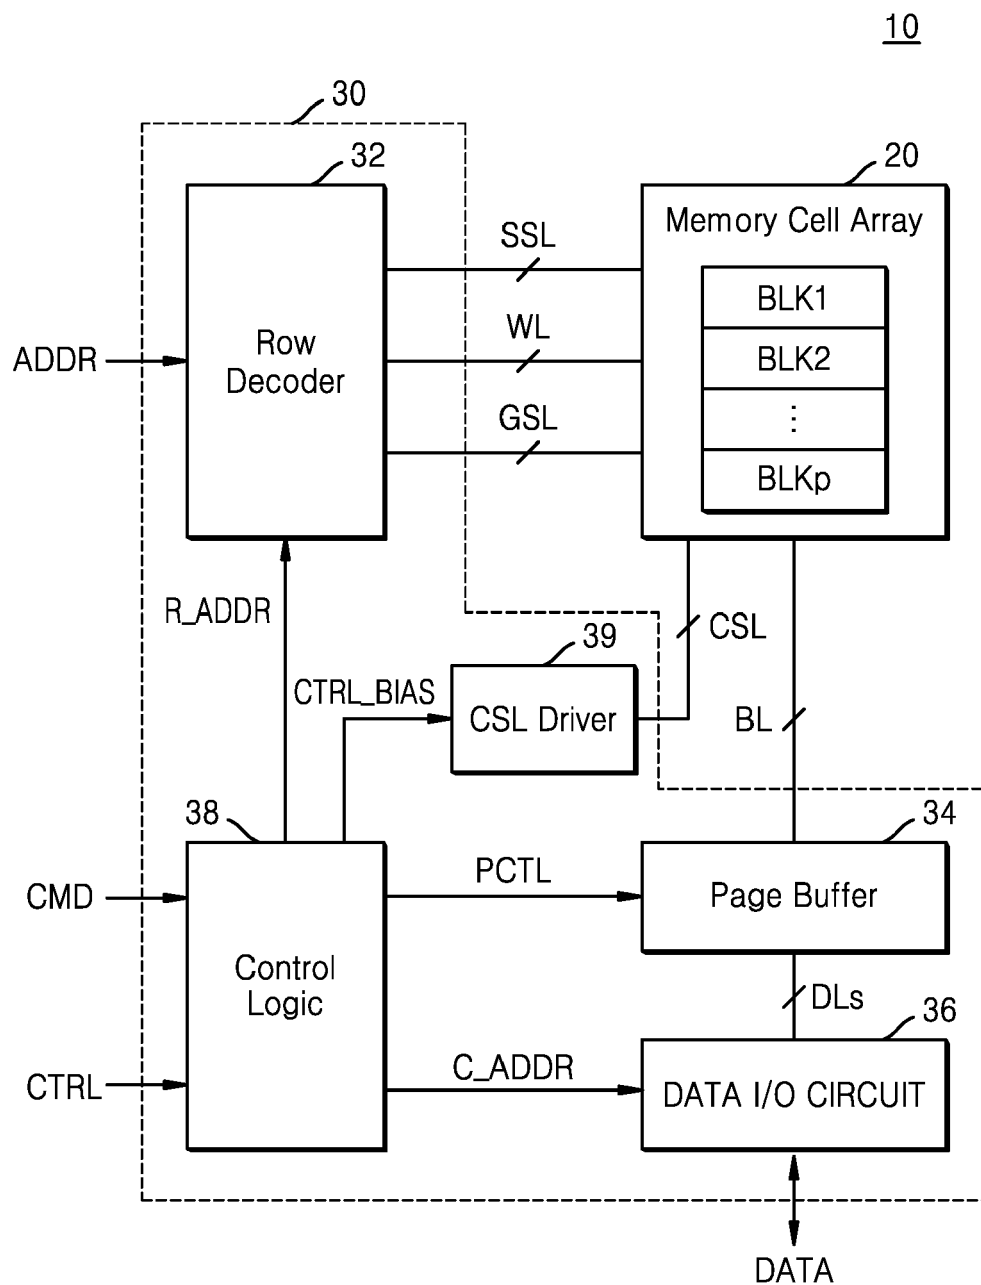 10
30
32
20
Memory Cell Array
SSL
BLK1
WL
Row
BLK2
ADDR
Decoder
GSL
⋮
BLKp
R_ADDR
CSL
39
CTRL_BIAS
CSL Driver
BL
38
34
CMD
PCTL
Page Buffer
Control
Logic
DLs
36
CTRL
C_ADDR
DATA I/O CIRCUIT
DATA